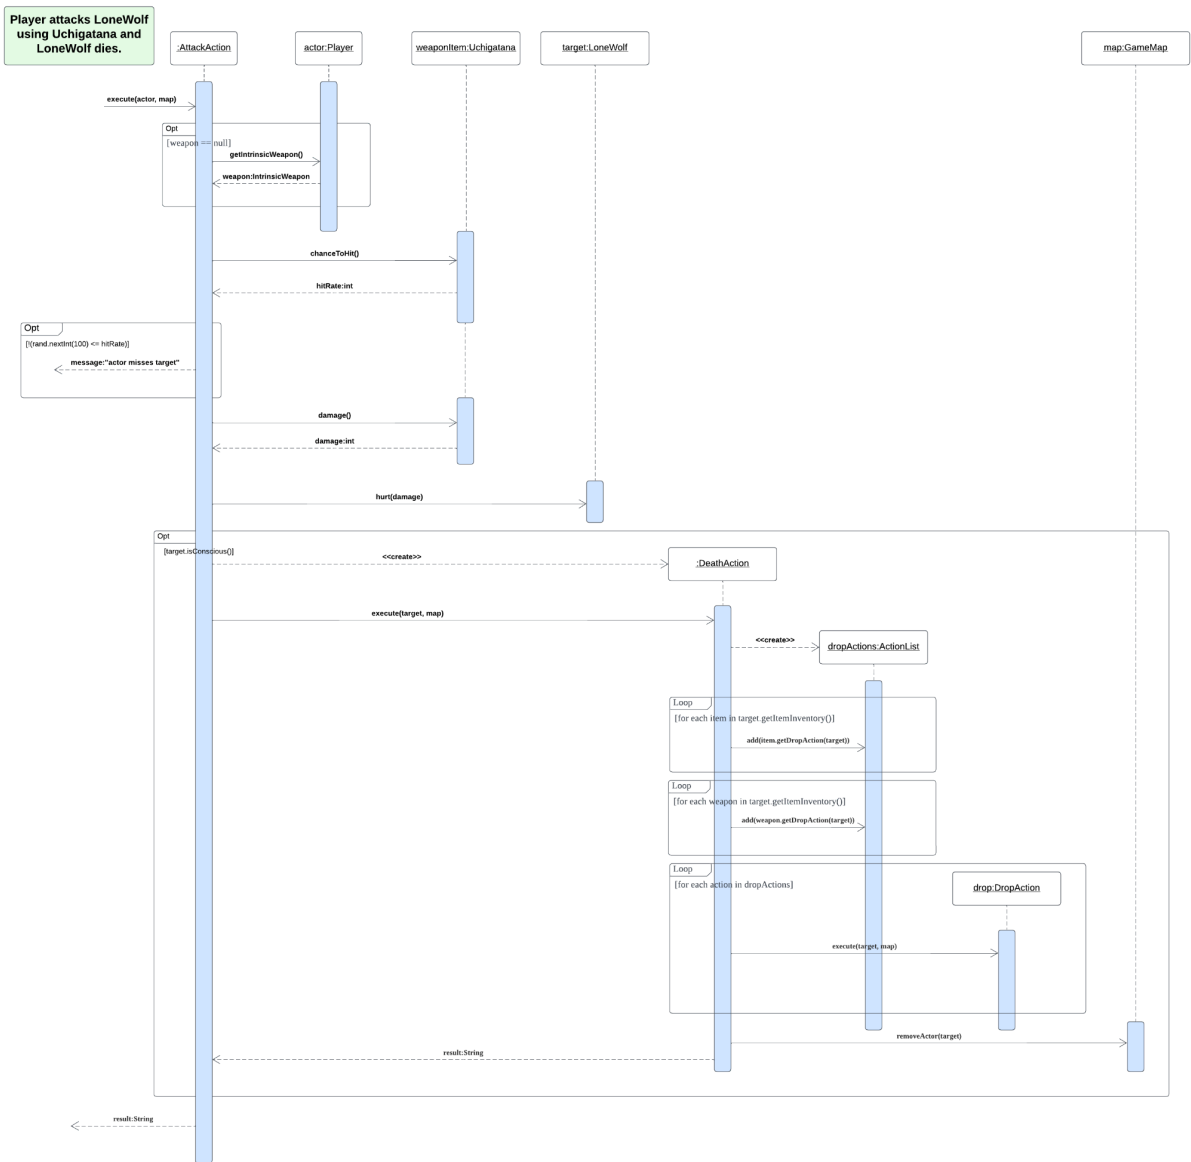 Player attacks LoneWolf
using Uchigatana and
LoneWolf dies.
:AttackAction
actor:Player
weaponItem:Uchigatana
target:LoneWolf
map:GameMap
execute(actor, map)
Opt
[weapon == null]
getIntrinsicWeapon()
weapon:IntrinsicWeapon
chanceToHit()
hitRate:int
Opt
[!(rand.nextInt(100) <= hitRate)]
message:"actor misses target"
damage()
damage:int
hurt(damage)
Opt
[target.isConscious()]
<<create>>
:DeathAction
execute(target, map)
<<create>>
dropActions:ActionList
Loop
[for each item in target.getItemInventory()]
add(item.getDropAction(target))
Loop
[for each weapon in target.getItemInventory()]
add(weapon.getDropAction(target))
Loop
[for each action in dropActions]
drop:DropAction
execute(target, map)
removeActor(target)
result:String
result:String